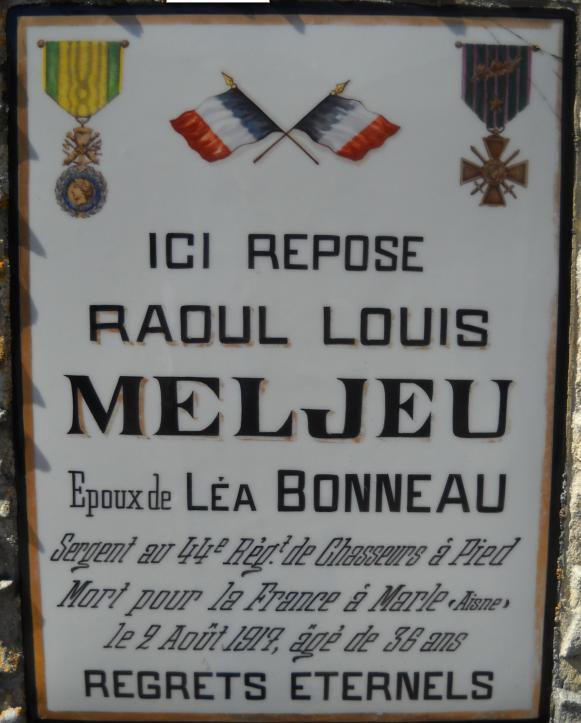 ICI REPOSE
RAOUL LOUIS
MELJEU
Epoux de LÉA BONNEAU
Sergent au 44e Régt de Chasseurs à Pied
Mort pour la France à Marle «Aisne»
le 2 Août 1917, âgé de 36 ans
REGRETS ETERNELS